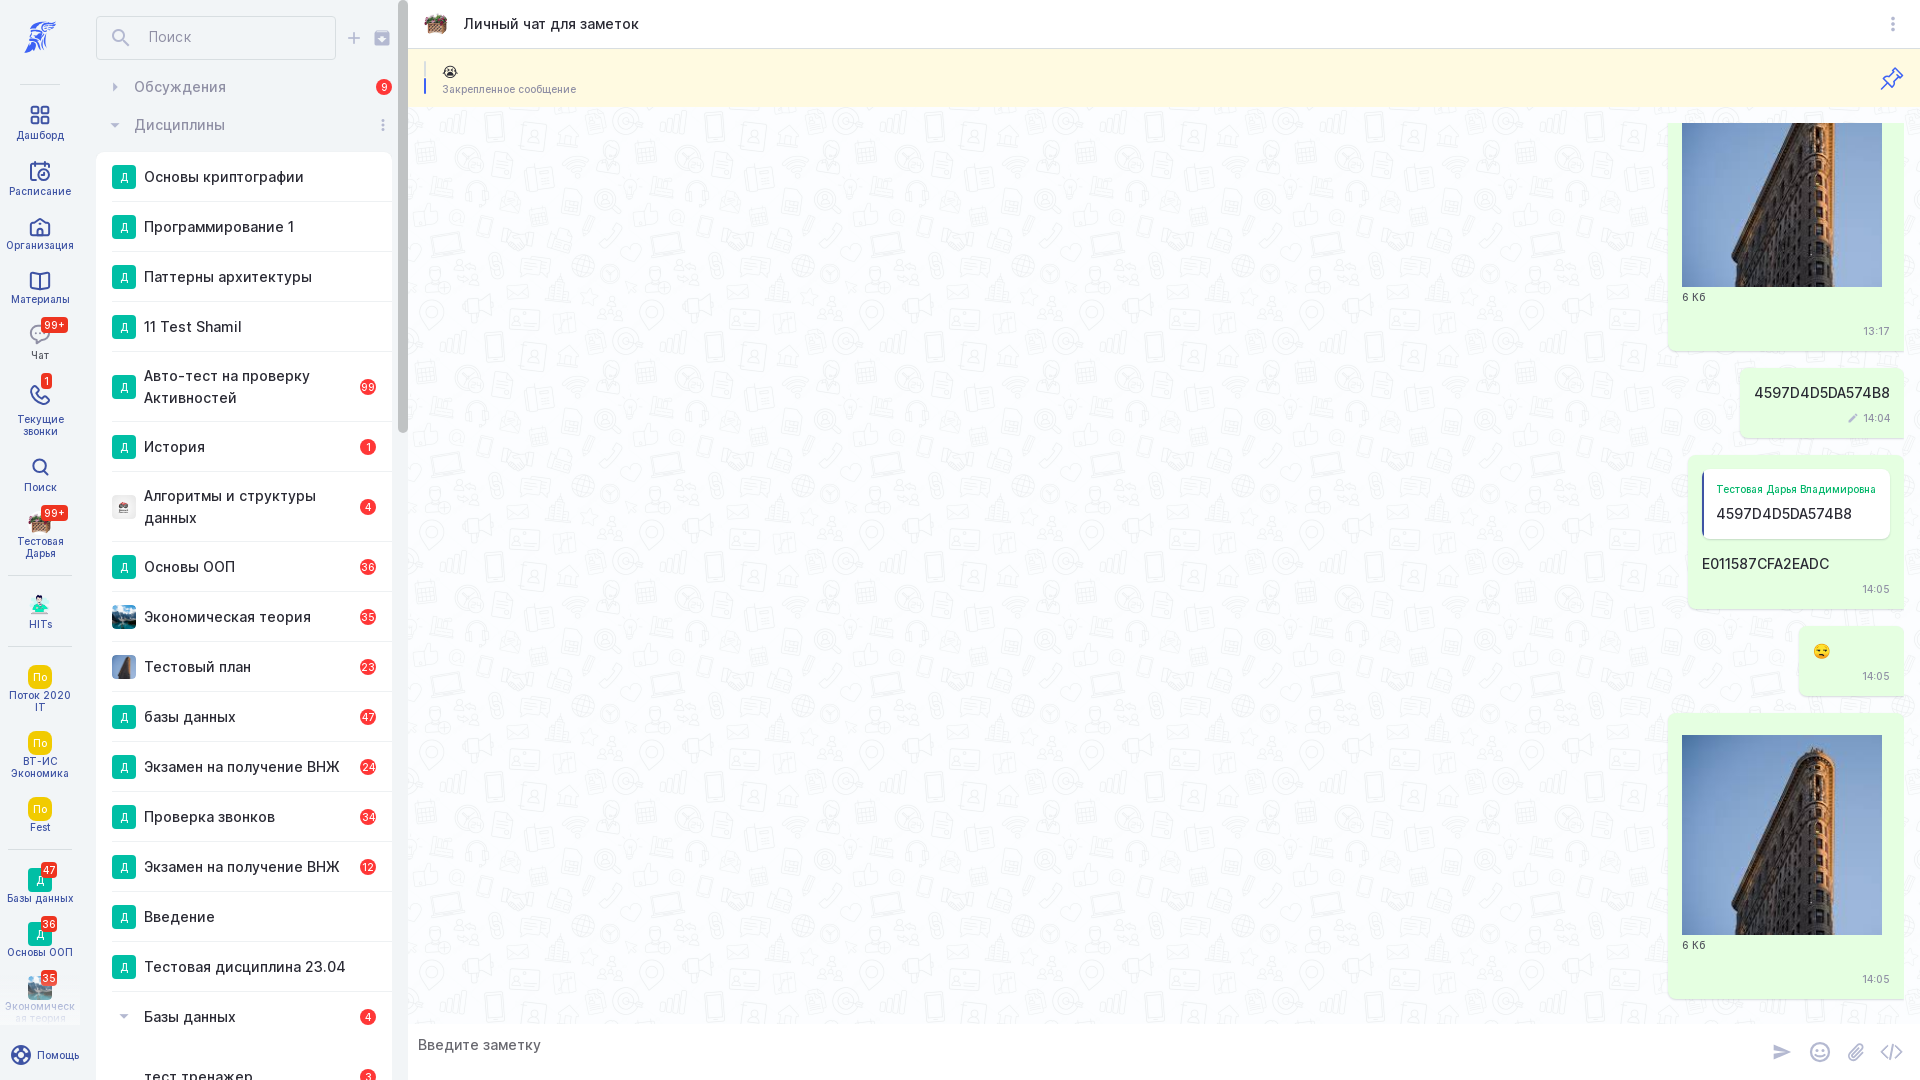 Дашборд
Расписание
Организация
Материалы
99+
Чат
1
Текущие
звонки
Поиск
99+
Тестовая
Дарья
HITs
По
Поток 2020
IT
По
ВТ-ИС
Экономика
По
Fest
47
Д
Базы данных
36
Д
Основы ООП
35
Экономическ
ая теория
Помощь
Поиск
Обсуждения
9
Дисциплины
Д Основы криптографии
Д Программирование 1
Д Паттерны архитектуры
Д 11 Test Shamil
Д Авто-тест на проверку
Активностей 99
Д История 1
Алгоритмы и структуры
данных 4
Д Основы ООП 36
Экономическая теория 35
Тестовый план 23
Д базы данных 47
Д Экзамен на получение ВНЖ 24
Д Проверка звонков 34
Д Экзамен на получение ВНЖ 12
Д Введение
Д Тестовая дисциплина 23.04
Базы данных 4
тест тренажер 3
Личный чат для заметок
😭
Закрепленное сообщение
6 Кб
13:17
4597D4D5DA574B8
14:04
Тестовая Дарья Владимировна
4597D4D5DA574B8
E011587CFA2EADC
14:05
😪
14:05
6 Кб
14:05
Введите заметку